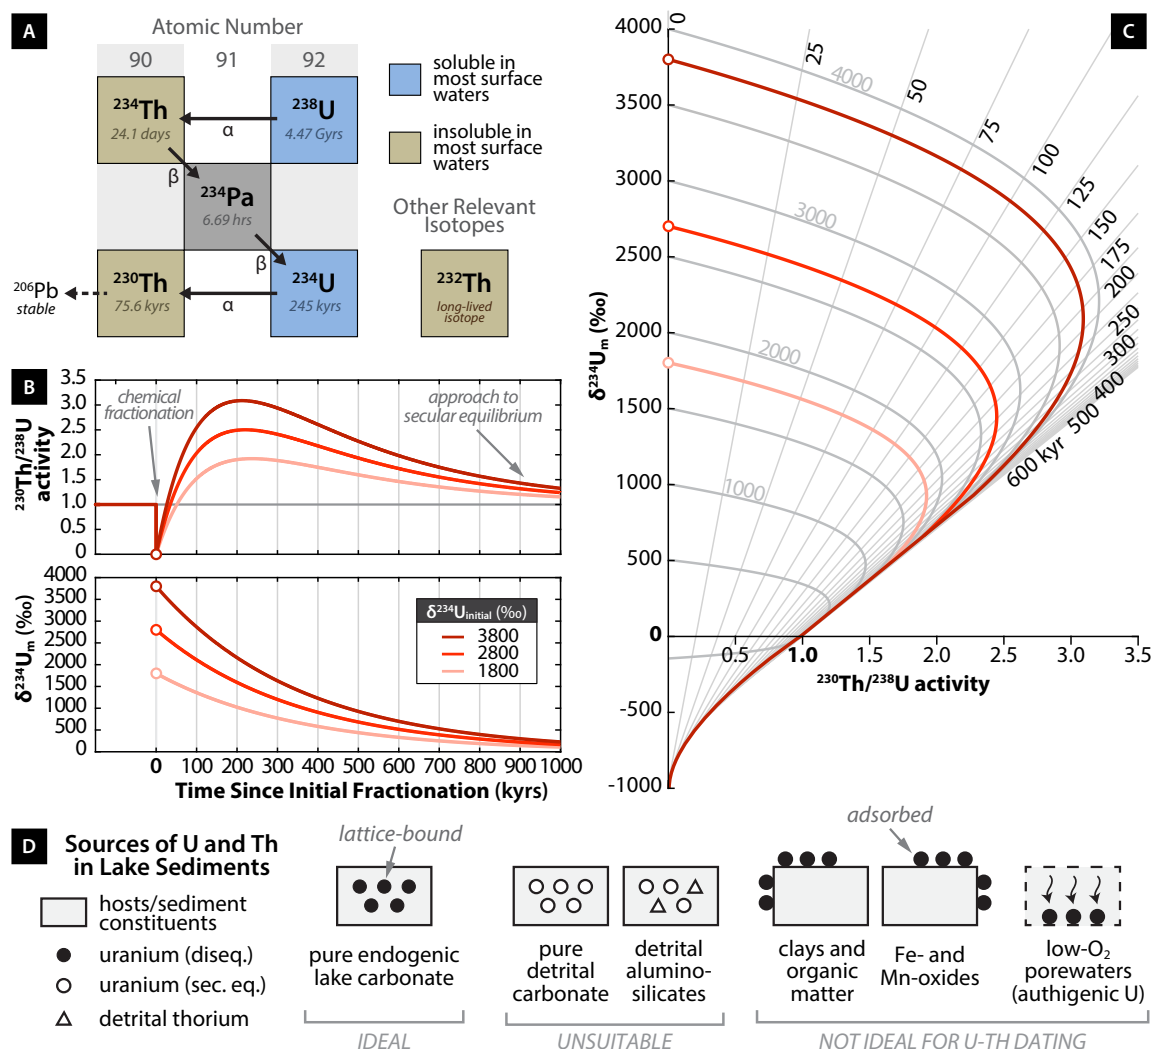 A
Atomic Number
90 91 92
²³⁴Th
24.1 days
α
²³⁸U
4.47 Gyrs
β
²³⁴Pa
6.69 hrs
β
²³⁰Th
75.6 kyrs
α
²³⁴U
245 kyrs
²⁰⁶Pb
stable
soluble in
most surface
waters
insoluble in
most surface
waters
Other Relevant
Isotopes
²³²Th
long-lived
isotope
B
²³⁰Th/²³⁸U
activity
3.5
3.0
2.5
2.0
1.5
1.0
0.5
0
chemical
fractionation
approach to
secular equilibrium
δ²³⁴Uₘ (‰)
4000
3500
3000
2500
2000
1500
1000
500
0
δ²³⁴U_initial (‰)
3800
2800
1800
0 100 200 300 400 500 600 700 800 900 1000
Time Since Initial Fractionation (kyrs)
C
δ²³⁴Uₘ (‰)
4000
3500
3000
2500
2000
1500
1000
500
0
-500
-1000
0
25
50
75
100
125
150
175
200
250
300
400
500
600 kyr
4000
3000
2000
1000
0.5 1.0 1.5 2.0 2.5 3.0 3.5
²³⁰Th/²³⁸U activity
D
Sources of U and Th
in Lake Sediments
hosts/sediment
constituents
uranium (diseq.)
uranium (sec. eq.)
detrital thorium
lattice-bound
pure endogenic
lake carbonate
IDEAL
pure
detrital
carbonate
detrital
alumino-
silicates
UNSUITABLE
adsorbed
clays and
organic
matter
Fe- and
Mn-oxides
low-O₂
porewaters
(authigenic U)
NOT IDEAL FOR U-TH DATING